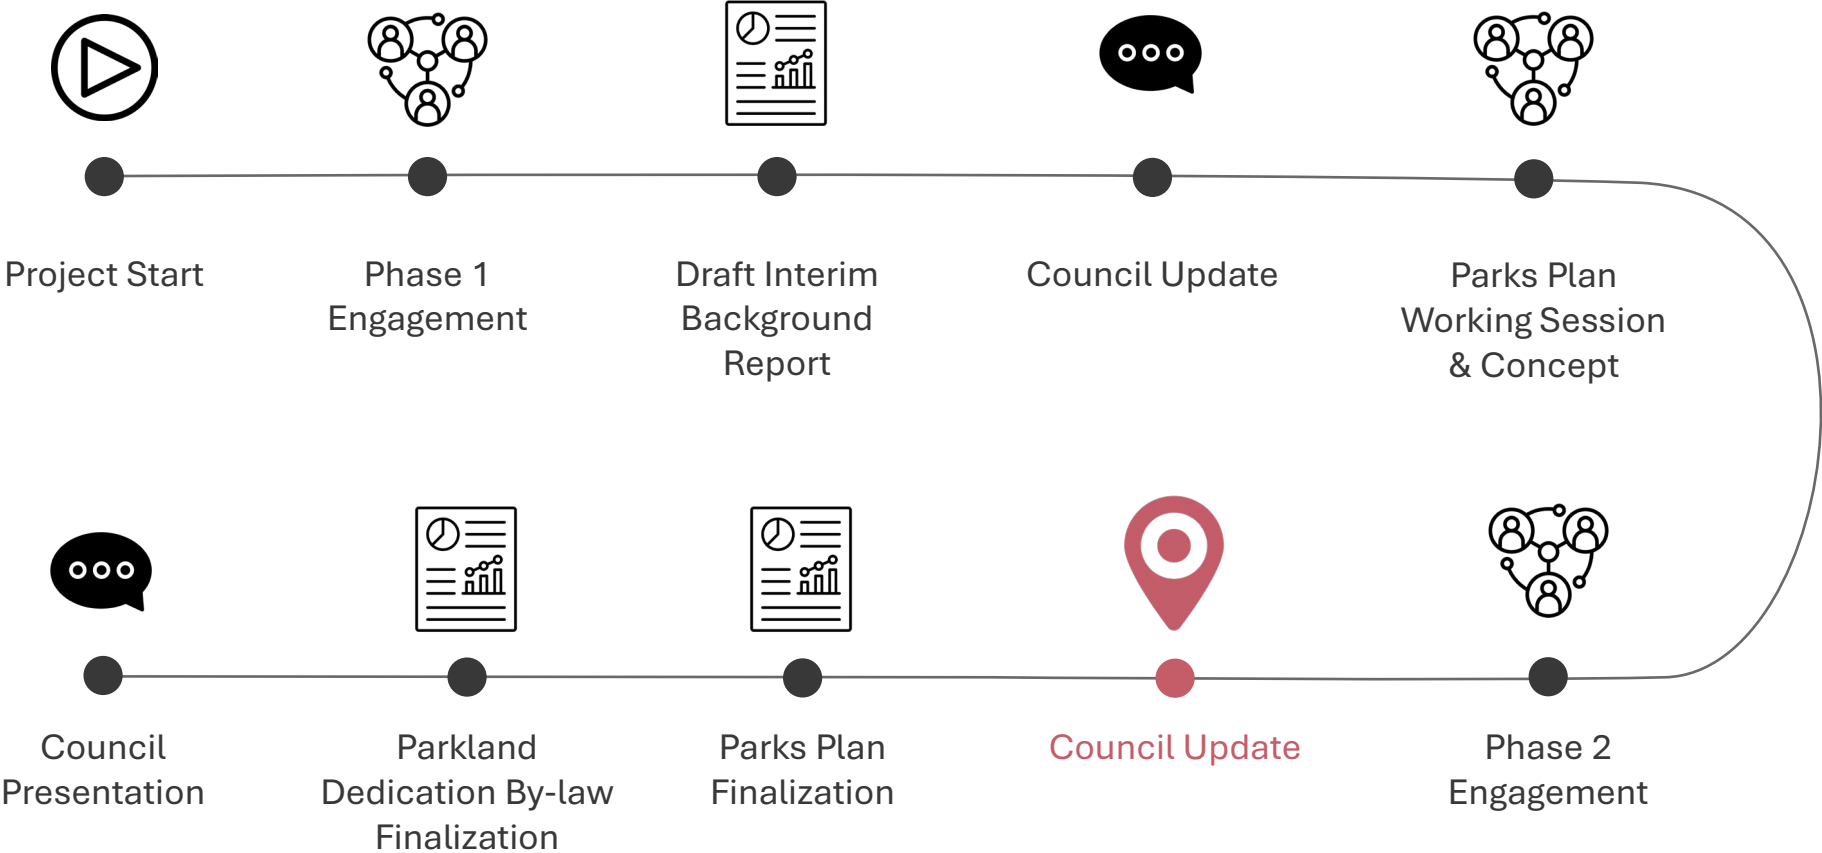 Project Start
Phase 1
Engagement
Draft Interim
Background
Report
Council Update
Parks Plan
Working Session
& Concept
Council
Presentation
Parkland
Dedication By-law
Finalization
Parks Plan
Finalization
Council Update
Phase 2
Engagement